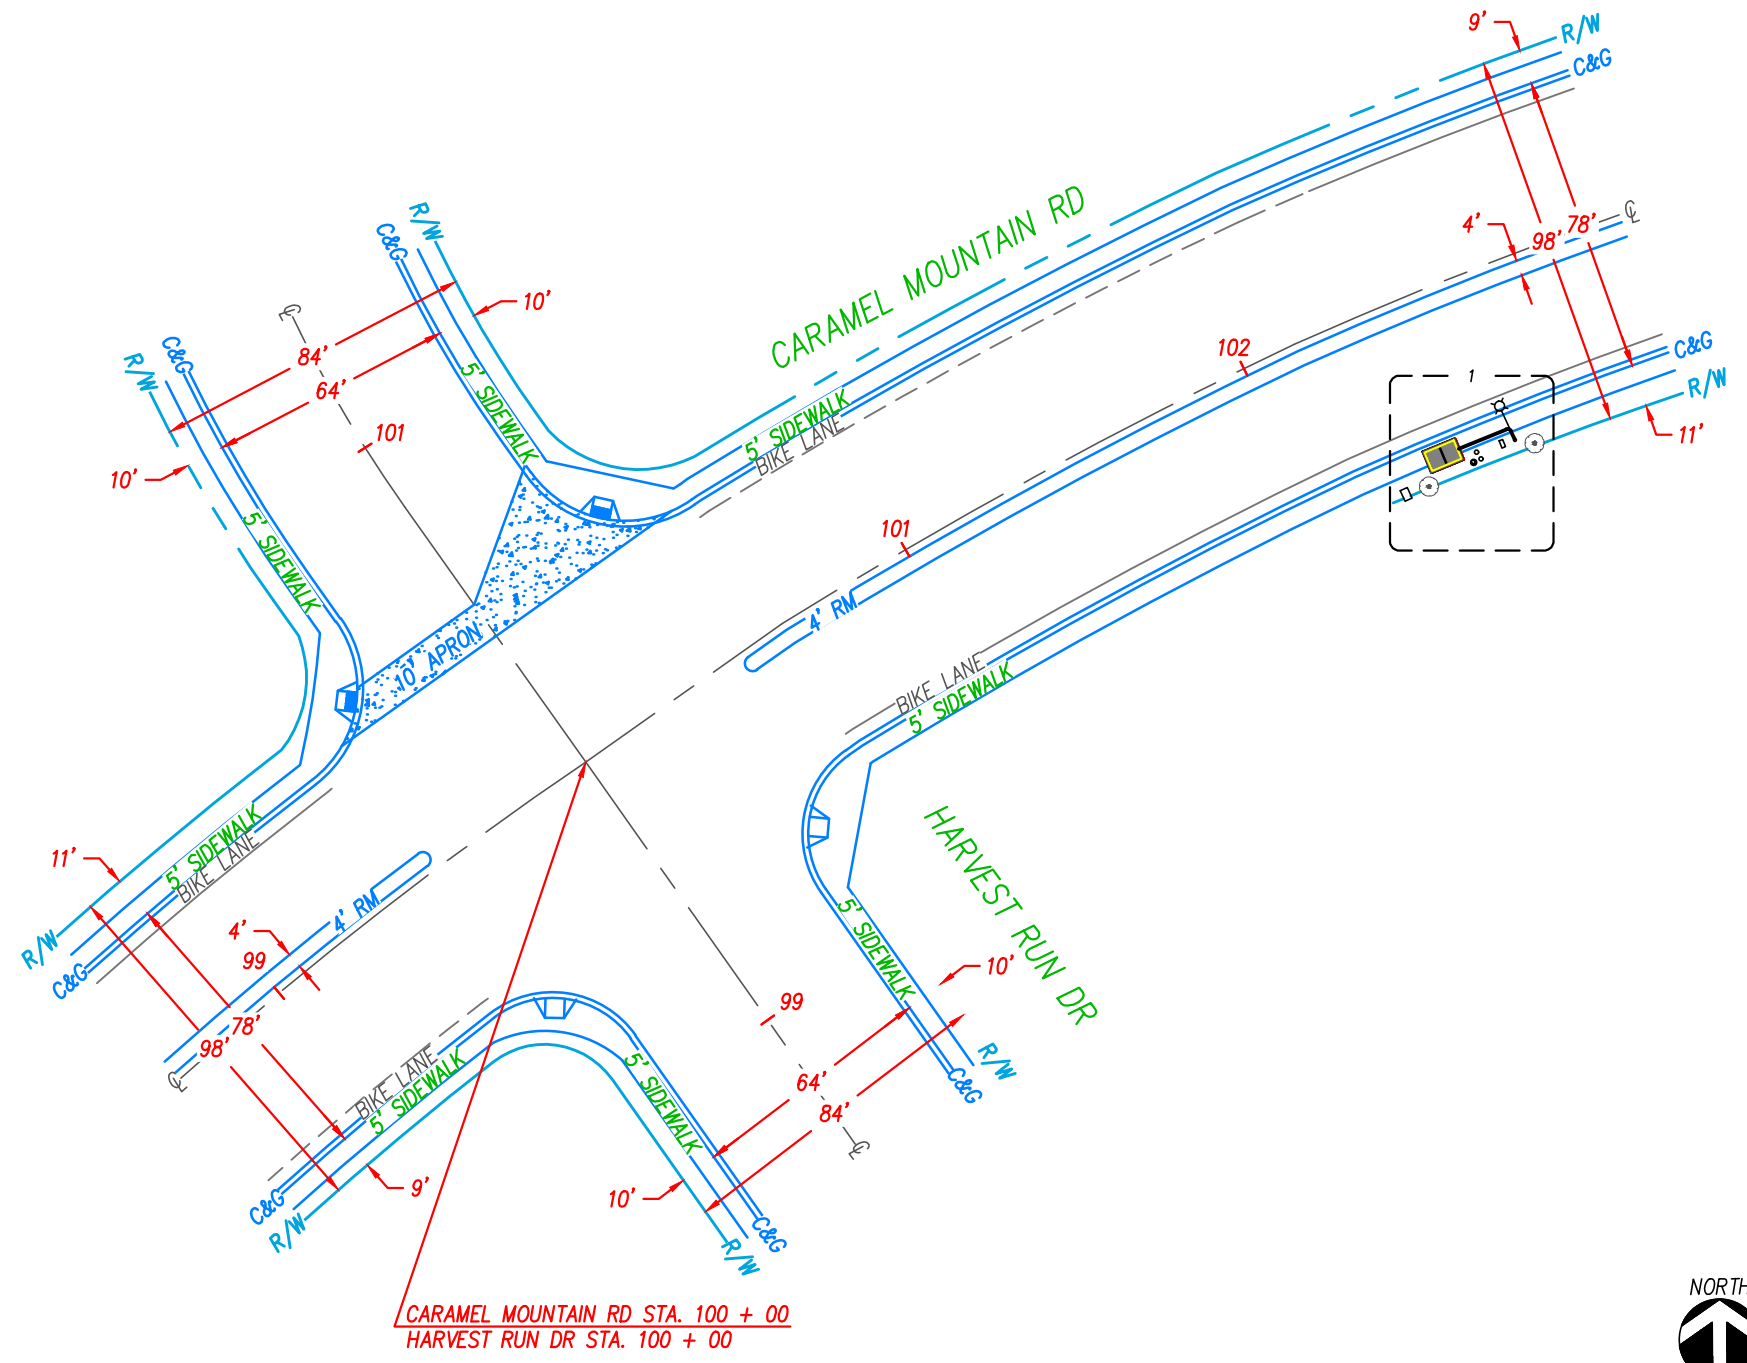 9'
R/W
C&G
R/W
C&G
CARAMEL MOUNTAIN RD
4'
98'
78'
℄
℄
10'
84'
64'
C&G
R/W
101
10'
5' SIDEWALK
5' SIDEWALK
5' SIDEWALK
BIKE LANE
102
101
1
C&G
R/W
11'
10' APRON
4' RM
BIKE LANE
5' SIDEWALK
HARVEST RUN DR
11'
5' SIDEWALK
BIKE LANE
4' RM
4'
99
R/W
C&G
78'
98'
℄
5' SIDEWALK
10'
99
R/W
C&G
BIKE LANE
5' SIDEWALK
5' SIDEWALK
64'
84'
℄
9'
10'
C&G
R/W
C&G
R/W
CARAMEL MOUNTAIN RD STA. 100 + 00
HARVEST RUN DR STA. 100 + 00
NORTH